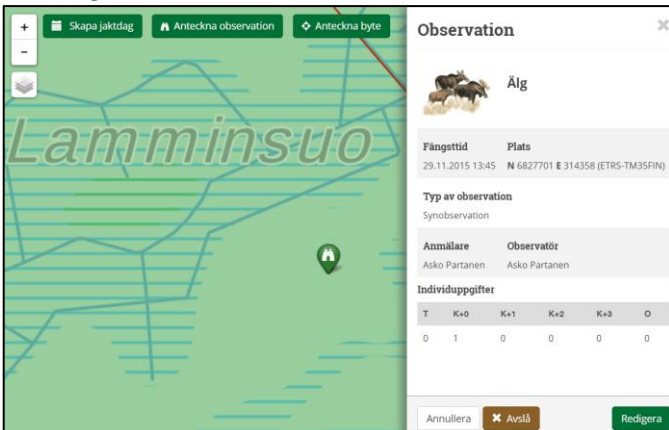 +
-
Skapa jaktdag
Anteckna observation
Anteckna byte
Lamminsuo
Observation
×
Älg
Fångsttid Plats
29.11.2015 13:45 N 6827701 E 314358 (ETRS-TM35FIN)
Typ av observation
Synobservation
Anmälare Observatör
Asko Partanen Asko Partanen
Individuppgifter
T K+0 K+1 K+2 K+3 O
0 1 0 0 0 0
Annullera
× Avslå
Redigera